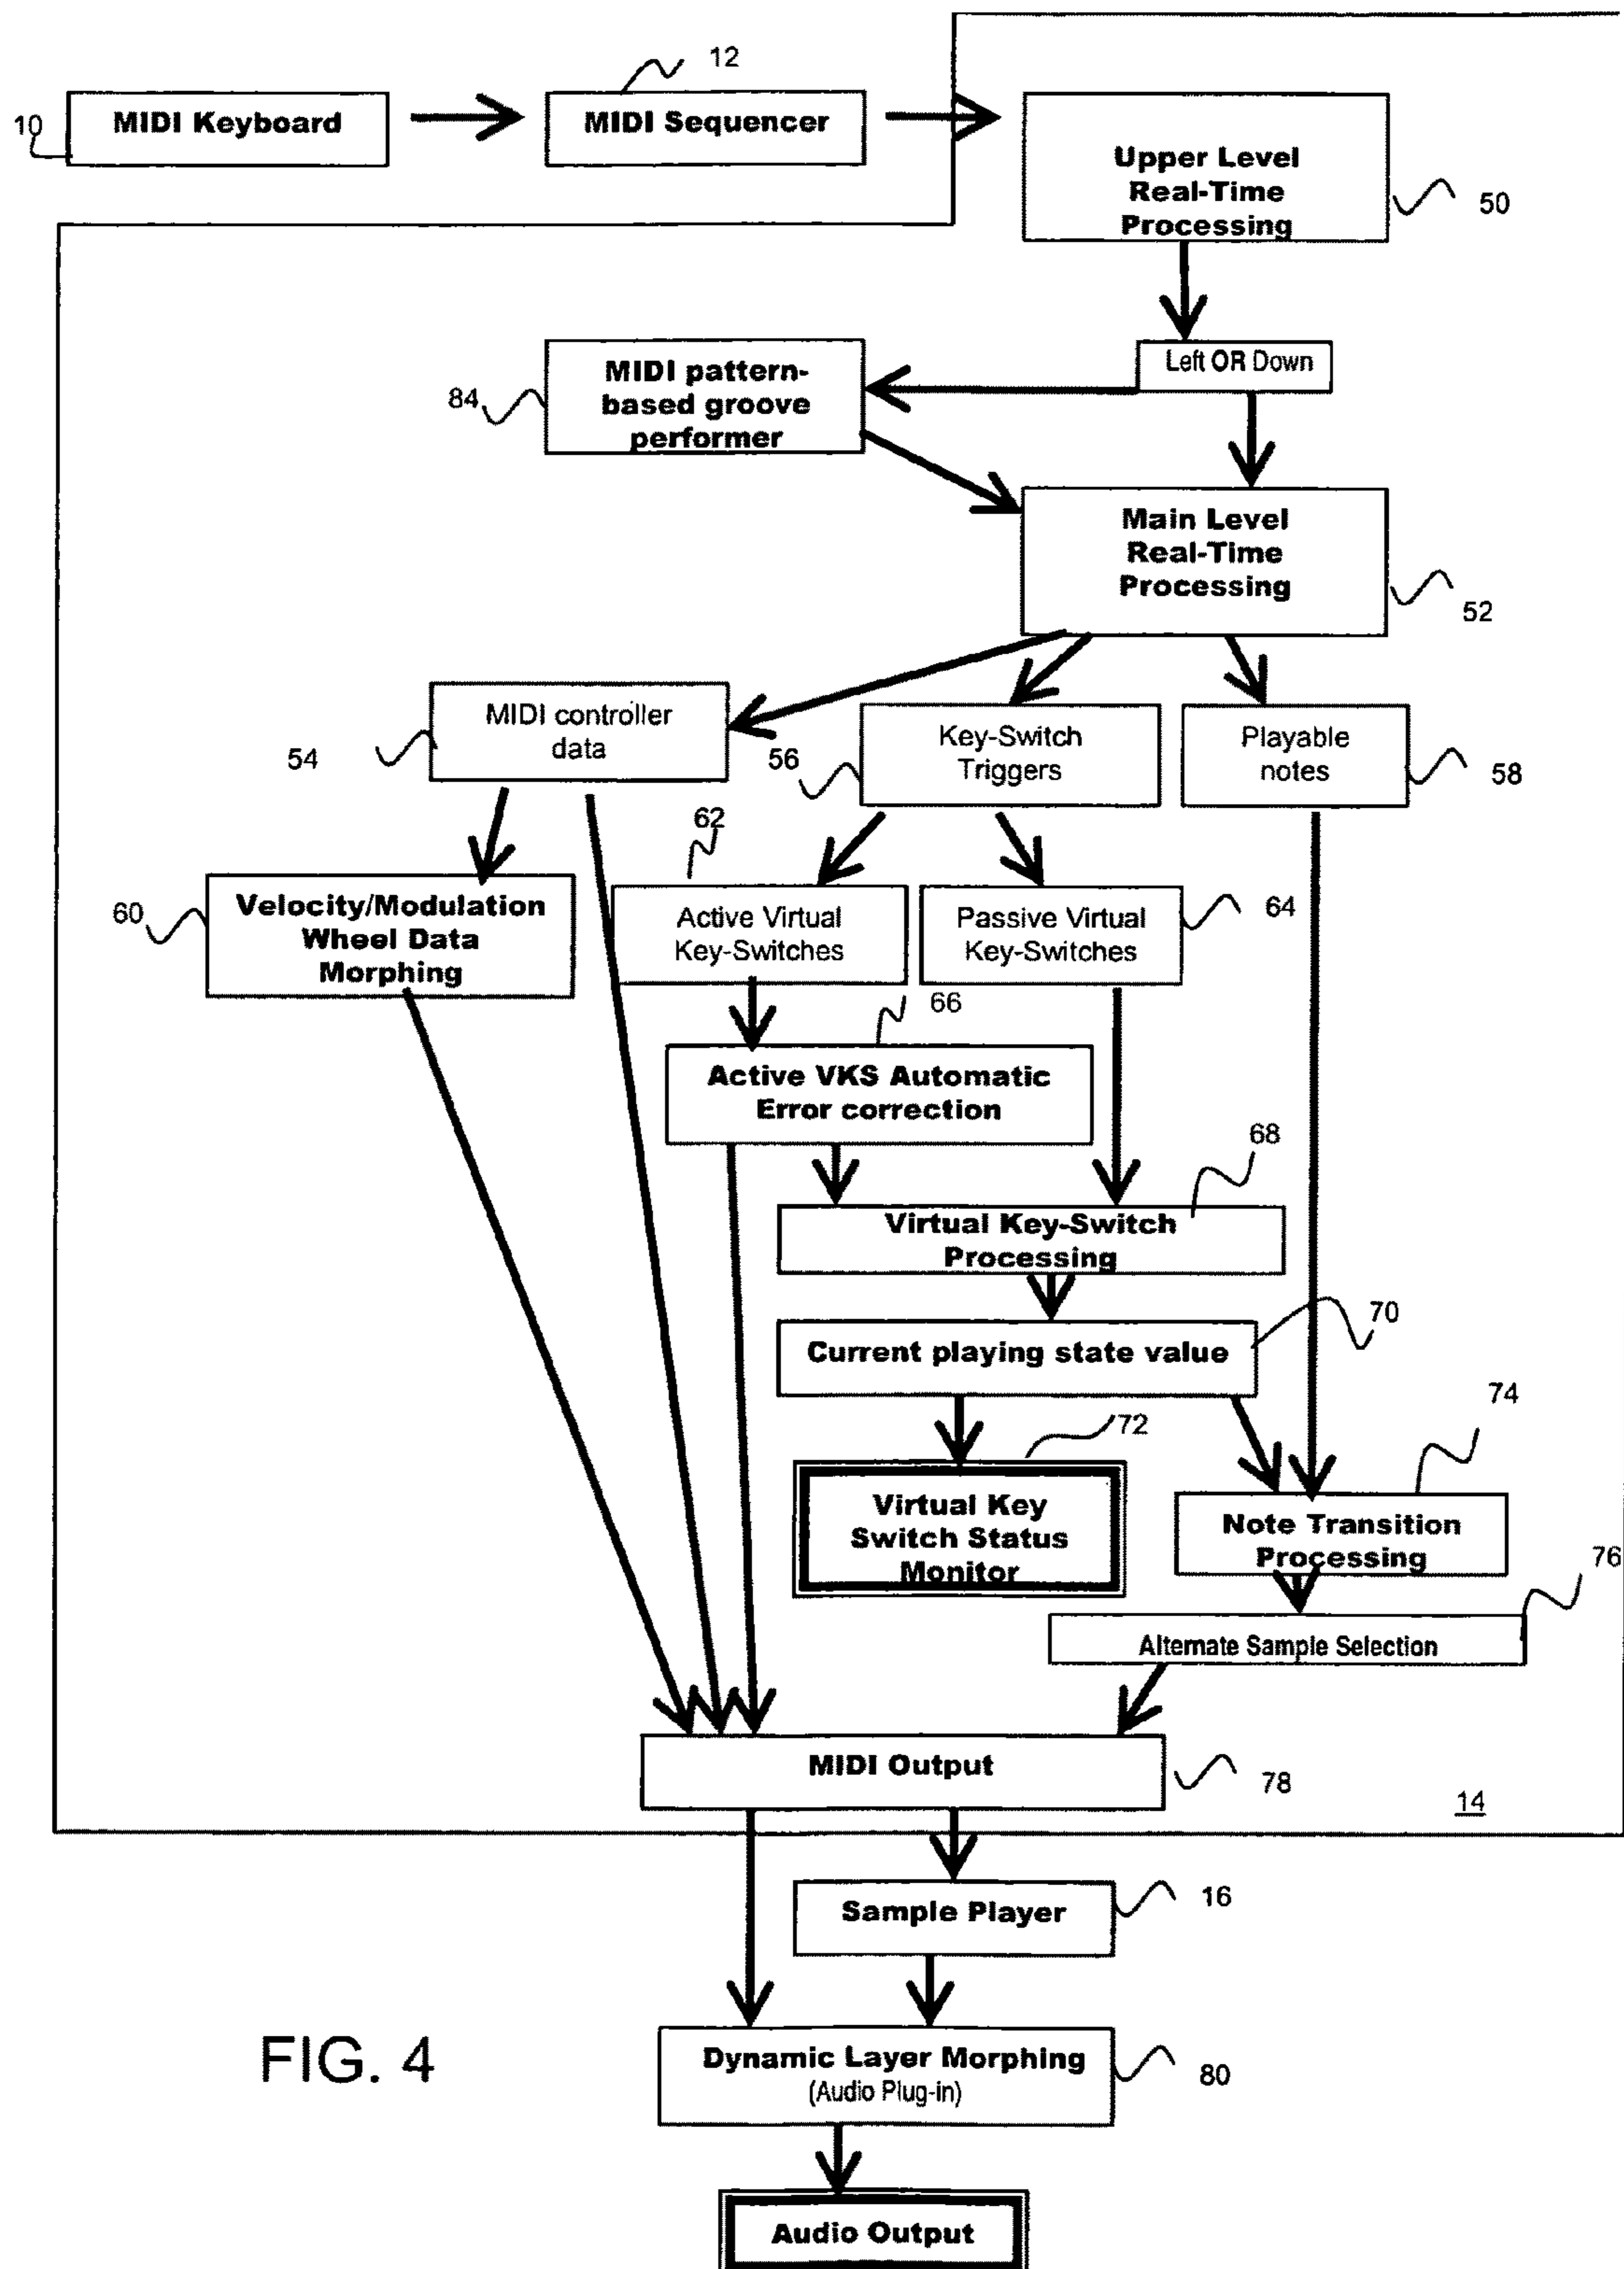 12
10
MIDI Keyboard
MIDI Sequencer
Upper Level
Real-Time
Processing
50
Left OR Down
MIDI pattern-
based groove
performer
84
Main Level
Real-Time
Processing
52
MIDI controller
data
54
Key-Switch
Triggers
56
Playable
notes
58
62
Velocity/Modulation
Wheel Data
Morphing
60
Active Virtual
Key-Switches
Passive Virtual
Key-Switches
64
66
Active VKS Automatic
Error correction
68
Virtual Key-Switch
Processing
70
Current playing state value
72
74
Virtual Key
Switch Status
Monitor
Note Transition
Processing
76
Alternate Sample Selection
MIDI Output
78
14
Sample Player
16
FIG. 4
Dynamic Layer Morphing
(Audio Plug-in)
80
Audio Output